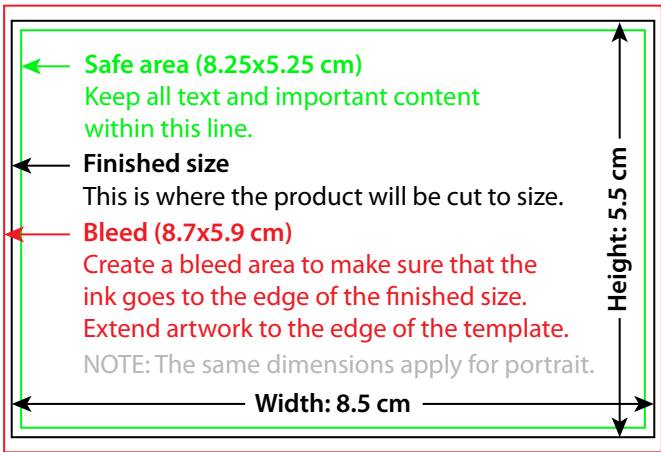 Safe area (8.25x5.25 cm)
Keep all text and important content
within this line.
Finished size
This is where the product will be cut to size.
Bleed (8.7x5.9 cm)
Create a bleed area to make sure that the
ink goes to the edge of the finished size.
Extend artwork to the edge of the template.
NOTE: The same dimensions apply for portrait.
Width: 8.5 cm
Height: 5.5 cm